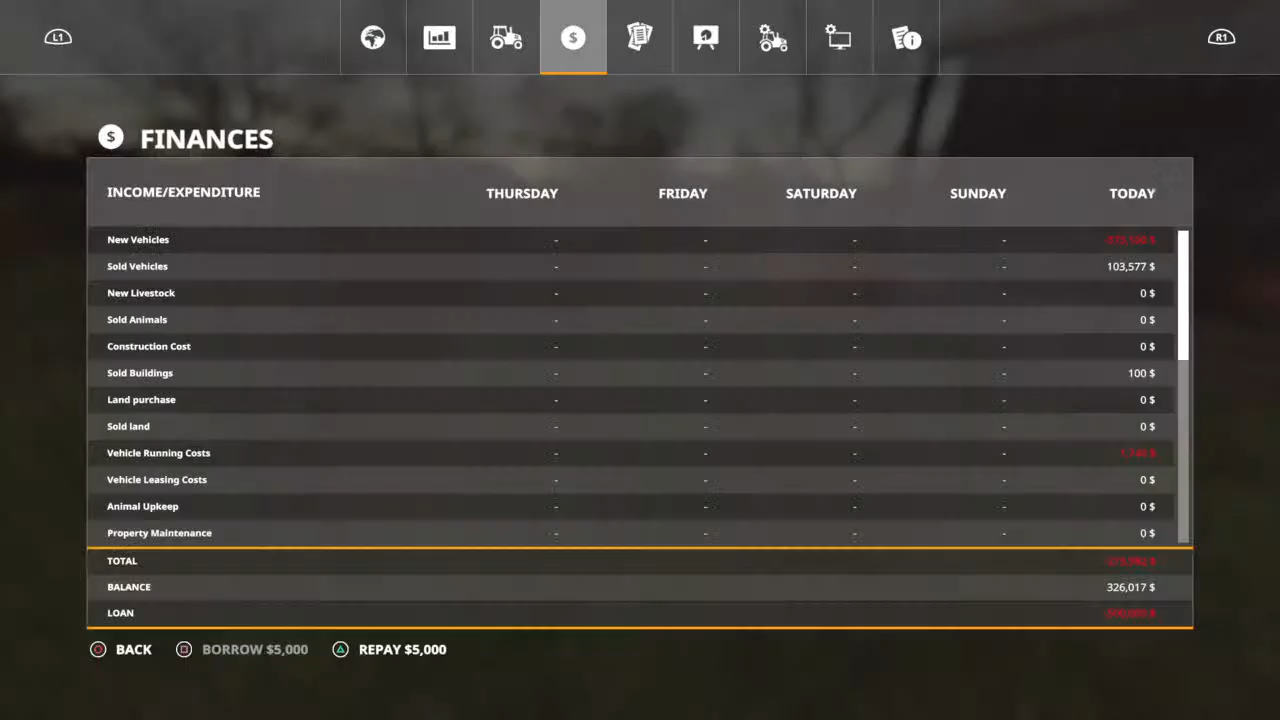 L1
R1
$ FINANCES
INCOME/EXPENDITURE THURSDAY FRIDAY SATURDAY SUNDAY TODAY
New Vehicles - - - -
Sold Vehicles - - - - 103,577 $
New Livestock - - - - 0 $
Sold Animals - - - - 0 $
Construction Cost - - - - 0 $
Sold Buildings - - - - 100 $
Land purchase - - - - 0 $
Sold land - - - - 0 $
Vehicle Running Costs - - - -
Vehicle Leasing Costs - - - - 0 $
Animal Upkeep - - - - 0 $
Property Maintenance - - - - 0 $
TOTAL
BALANCE 326,017 $
LOAN
BACK BORROW $5,000 REPAY $5,000